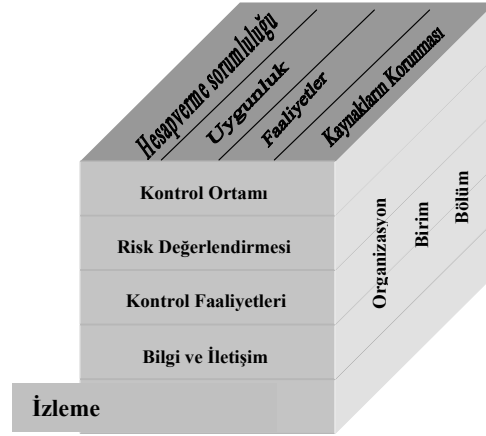 Hesapverme sorumluluğu
Uygunluk
Faaliyetler
Kaynakların Korunması
Kontrol Ortamı
Risk Değerlendirmesi
Kontrol Faaliyetleri
Bilgi ve İletişim
İzleme
Organizasyon
Birim
Bölüm